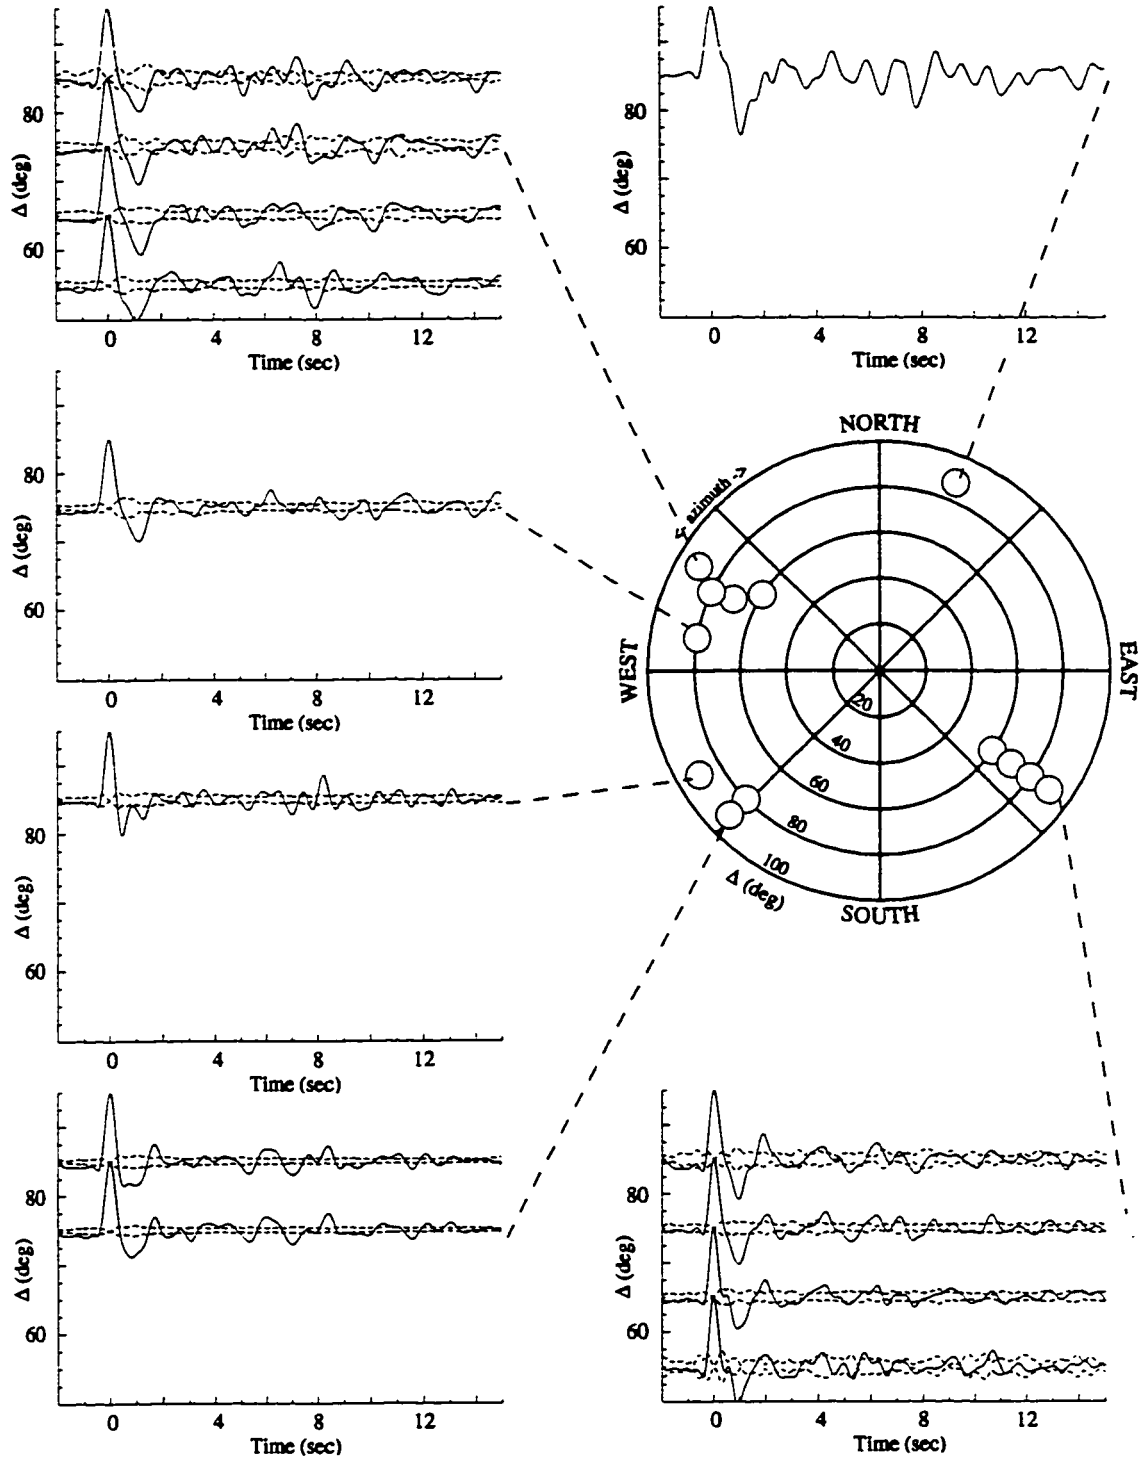 80
60
Δ (deg)
0 4 8 12
Time (sec)
80
60
Δ (deg)
0 4 8 12
Time (sec)
80
60
Δ (deg)
0 4 8 12
Time (sec)
NORTH
<- azimuth ->
WEST
EAST
20
40
60
80
100
Δ (deg)
SOUTH
80
60
Δ (deg)
0 4 8 12
Time (sec)
80
60
Δ (deg)
0 4 8 12
Time (sec)
80
60
Δ (deg)
0 4 8 12
Time (sec)